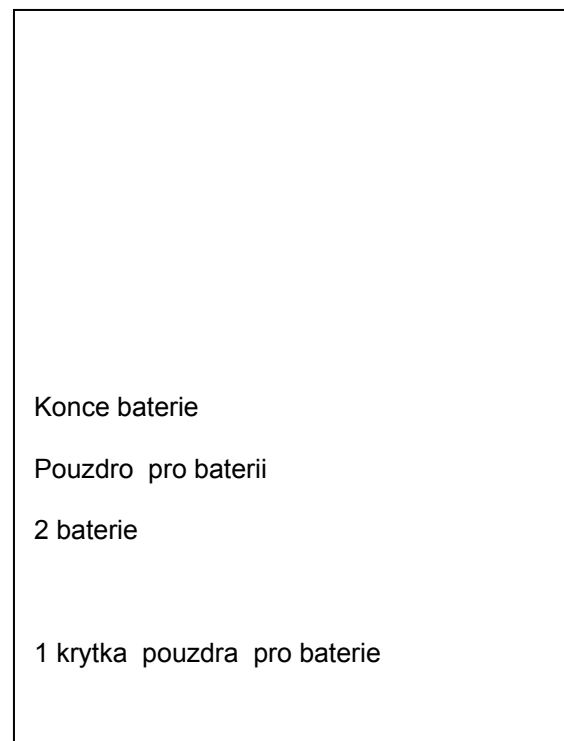 Konce baterie
Pouzdro  pro baterii
2 baterie
1 krytka  pouzdra  pro baterie